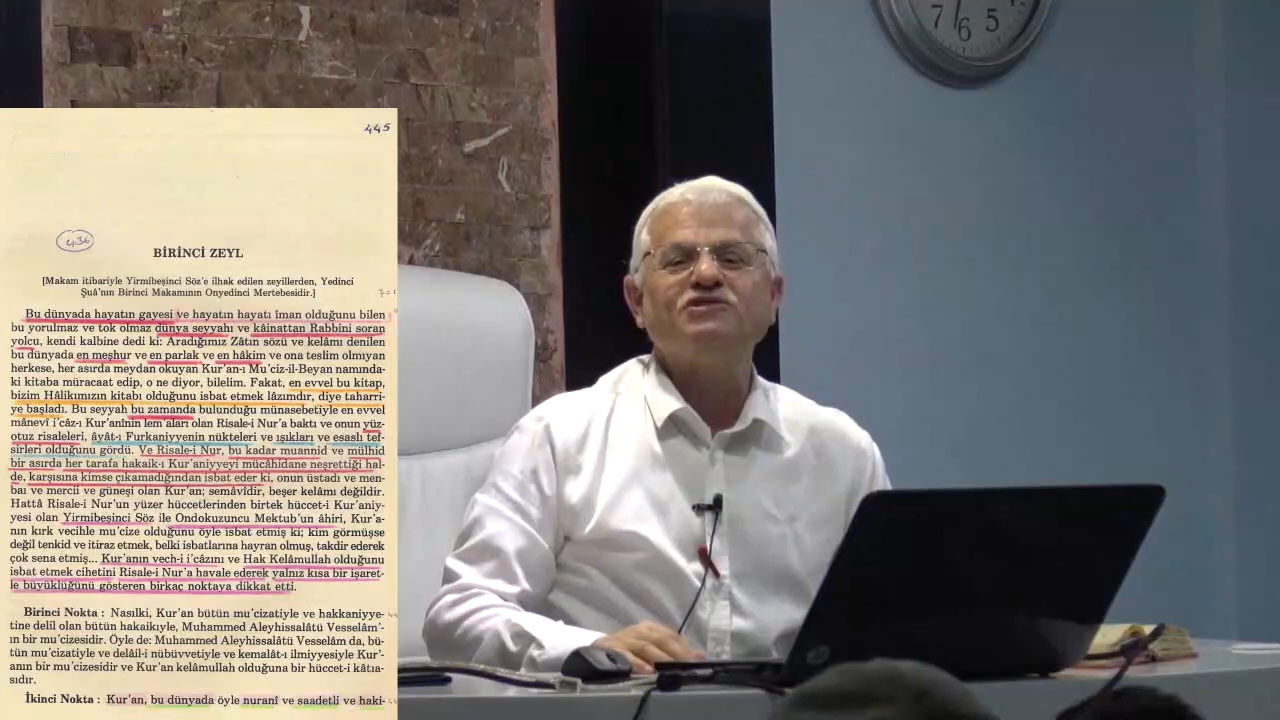 445
436
BİRİNCİ ZEYL
[Makam itibariyle Yirmibeşinci Söz'e ilhak edilen zeyillerden, Yedinci
Şuâ'nın Birinci Makamının Onyedinci Mertebesidir.]
Bu dünyada hayatın gayesi ve hayatın hayatı îman olduğunu bilen
bu yorulmaz ve tok olmaz dünya seyyahı ve kâinattan Rabbini soran
yolcu, kendi kalbine dedi ki: Aradığımız Zâtın sözü ve kelâmı denilen
bu dünyada en meşhur ve en parlak ve en hâkim ve ona teslim olmıyan
herkese, her asırda meydan okuyan Kur'an-ı Mu'ciz-il-Beyan namında-
ki kitaba müracaat edip, o ne diyor, bilelim. Fakat, en evvel bu kitap,
bizim Hâlikımızın kitabı olduğunu isbat etmek lâzımdır, diye taharri-
ye başladı. Bu seyyah bu zamanda bulunduğu münasebetiyle en evvel
mânevî i'câz-ı Kur'anînin lem'aları olan Risale-i Nur'a baktı ve onun yüz-
otuz risaleleri, âyât-ı Furkaniyyenin nükteleri ve ışıkları ve esaslı tef-
sirleri olduğunu gördü. Ve Risale-i Nur, bu kadar muannid ve mülhid
bir asırda her tarafa hakaik-ı Kur'aniyyeyi mücâhidane neşrettiği hal-
de, karşısına kimse çıkamadığından isbat eder ki, onun üstadı ve men-
baı ve mercii ve güneşi olan Kur'an; semâvîdir, beşer kelâmı değildir.
Hattâ Risale-i Nur'un yüzer hüccetlerinden birtek hüccet-i Kur'aniy-
yesi olan Yirmibeşinci Söz ile Ondokuzuncu Mektub'un âhiri, Kur'a-
nın kırk vecihle mu'cize olduğunu öyle isbat etmiş ki; kim görmüşse
değil tenkid ve itiraz etmek, belki isbatlarına hayran olmuş, takdir ederek
çok sena etmiş... Kur'anın vech-i i'câzını ve Hak Kelâmullah olduğunu
isbat etmek cihetini Risale-i Nur'a havale ederek yalnız kısa bir işaret-
le büyüklüğünü gösteren birkaç noktaya dikkat etti.
Birinci Nokta : Nasılki, Kur'an bütün mu'cizatiyle ve hakkaniyye-
tine delil olan bütün hakaikıyle, Muhammed Aleyhissalâtü Vesselâm'-
ın bir mu'cizesidir. Öyle de: Muhammed Aleyhissalâtü Vesselâm da, bü-
tün mu'cizatiyle ve delâil-i nübüvvetiyle ve kemalât-ı ilmiyyesiyle Kur'-
anın bir mu'cizesidir ve Kur'an kelâmullah olduğuna bir hüccet-i kâtıa-
sıdır.
İkinci Nokta : Kur'an, bu dünyada öyle nuranî ve saadetli ve haki-
7 6 5